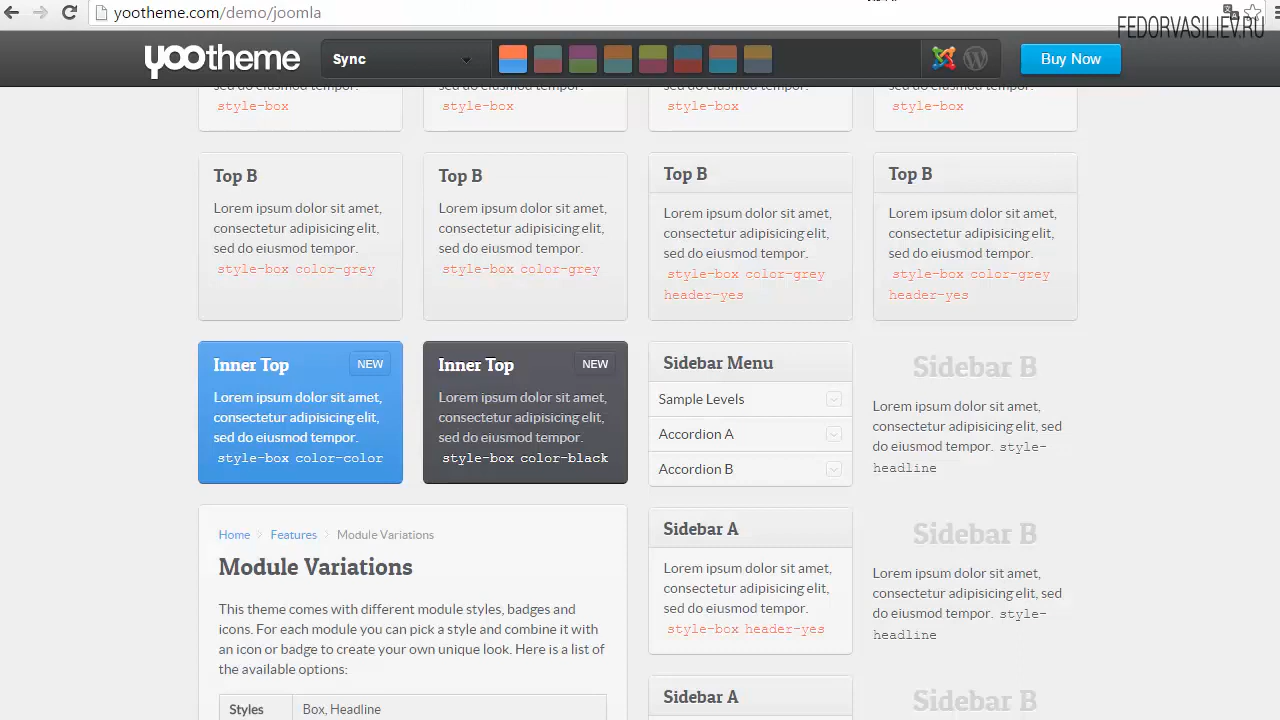 yootheme.com/demo/joomla
FEDORVASILIEV.RU
yootheme
Sync
Buy Now
style-box
style-box
style-box
style-box
Top B
Lorem ipsum dolor sit amet,
consectetur adipisicing elit,
sed do eiusmod tempor.
style-box color-grey
Top B
Lorem ipsum dolor sit amet,
consectetur adipisicing elit,
sed do eiusmod tempor.
style-box color-grey
Top B
Lorem ipsum dolor sit amet,
consectetur adipisicing elit,
sed do eiusmod tempor.
style-box color-grey
header-yes
Top B
Lorem ipsum dolor sit amet,
consectetur adipisicing elit,
sed do eiusmod tempor.
style-box color-grey
header-yes
Inner Top NEW
Lorem ipsum dolor sit amet,
consectetur adipisicing elit,
sed do eiusmod tempor.
style-box color-color
Inner Top NEW
Lorem ipsum dolor sit amet,
consectetur adipisicing elit,
sed do eiusmod tempor.
style-box color-black
Home Features Module Variations
Module Variations
This theme comes with different module styles, badges and
icons. For each module you can pick a style and combine it with
an icon or badge to create your own unique look. Here is a list of
the available options:
Styles Box, Headline
Sidebar Menu
Sample Levels
Accordion A
Accordion B
Sidebar A
Lorem ipsum dolor sit amet,
consectetur adipisicing elit,
sed do eiusmod tempor.
style-box header-yes
Sidebar A
Sidebar B
Lorem ipsum dolor sit amet,
consectetur adipisicing elit, sed
do eiusmod tempor. style-
headline
Sidebar B
Lorem ipsum dolor sit amet,
consectetur adipisicing elit, sed
do eiusmod tempor. style-
headline
Sidebar B